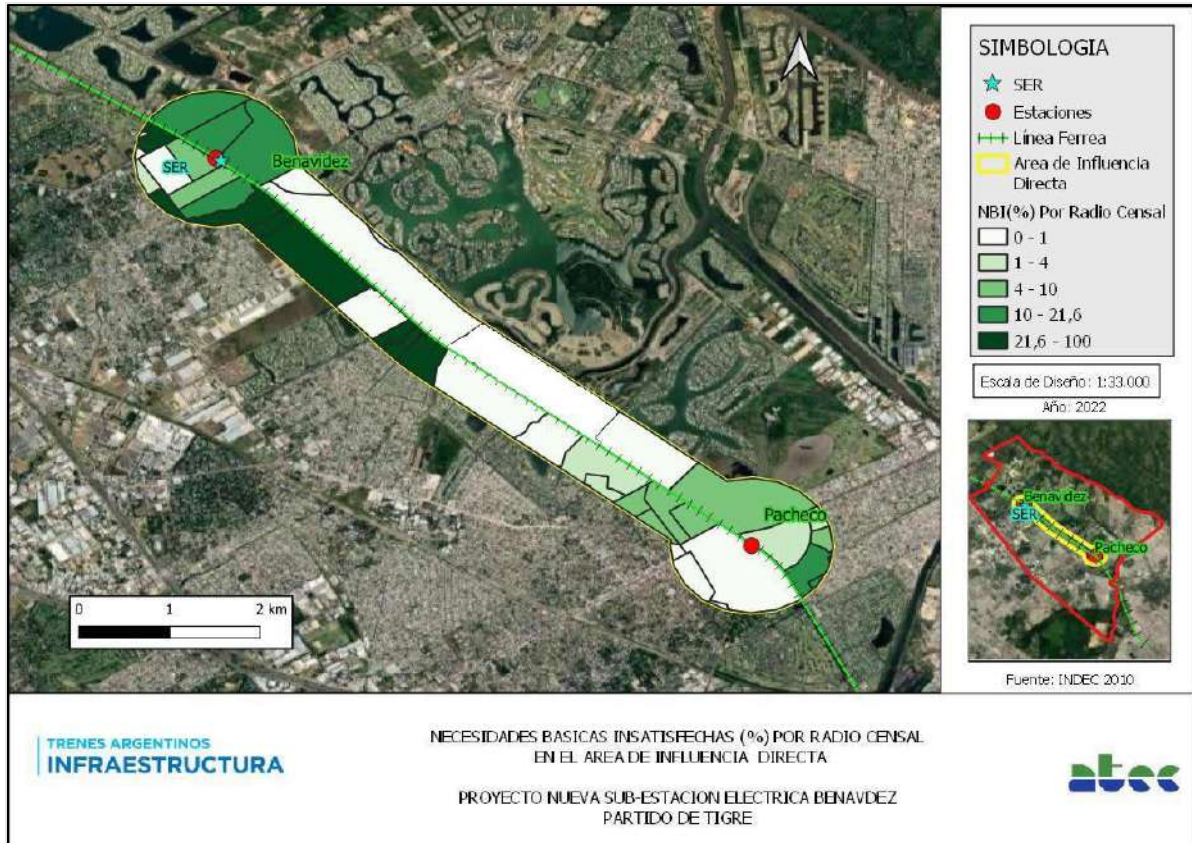 SER
Benavidez
Pacheco
0 1 2 km
SIMBOLOGIA
SER
Estaciones
Línea Ferrea
Area de Influencia
Directa
NBI(%) Por Radio Censal
0 - 1
1 - 4
4 - 10
10 - 21,6
21,6 - 100
Escala de Diseño: 1:33.000
Año: 2022
Benavidez
SER
Pacheco
Fuente: INDEC 2010
TRENES ARGENTINOS
INFRAESTRUCTURA
NECESIDADES BASICAS INSATISFECHAS (%) POR RADIO CENSAL
EN EL AREA DE INFLUENCIA DIRECTA
PROYECTO NUEVA SUB-ESTACION ELECTRICA BENAVDEZ
PARTIDO DE TIGRE
atec